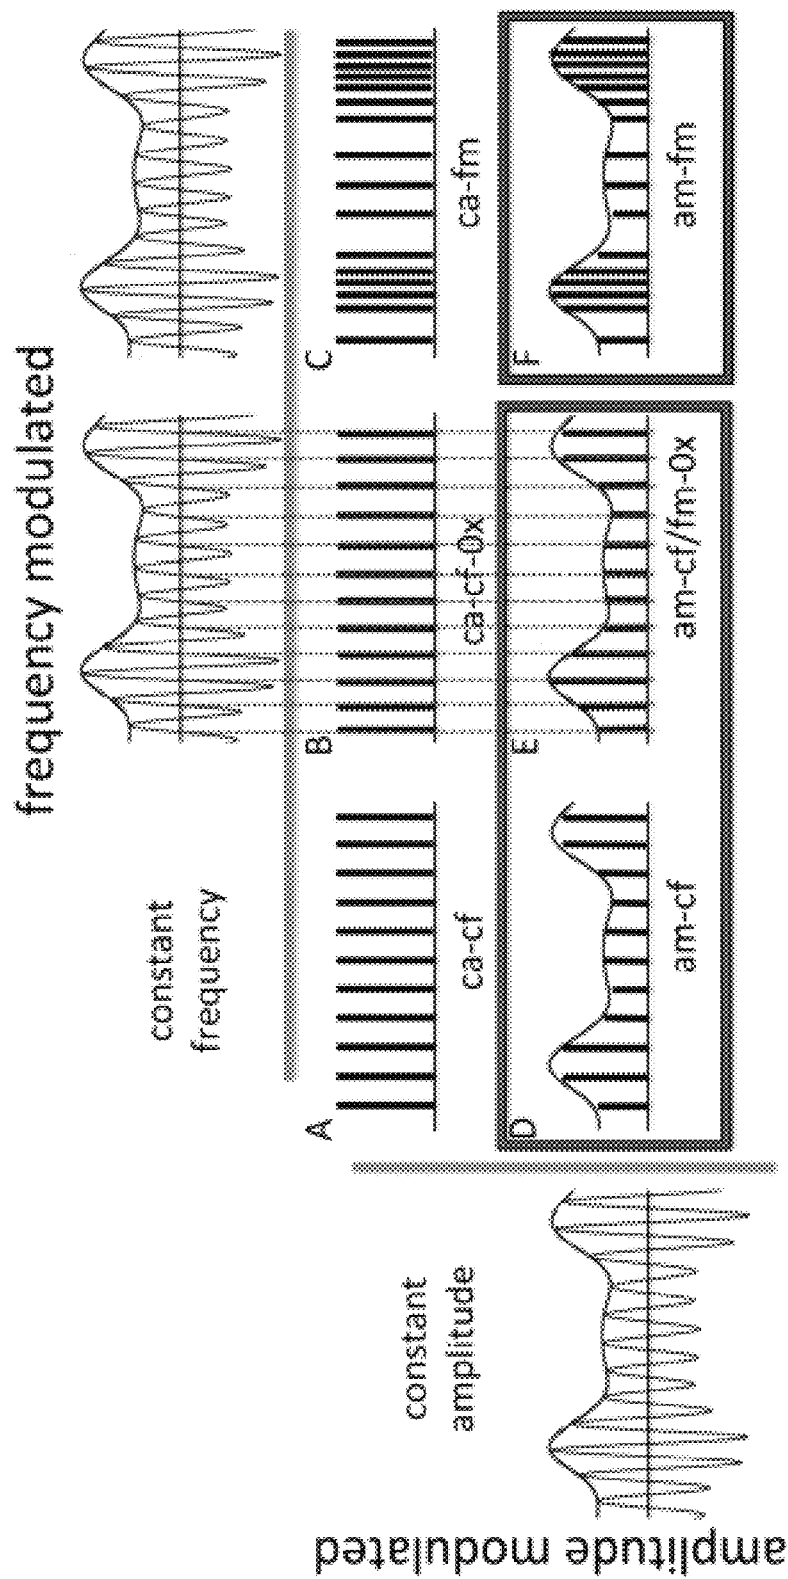 frequency modulated
constant
frequency
A
B
C
ca-cf
ca-cf-0x
ca-fm
constant
amplitude
D
E
F
am-cf
am-cf/fm-0x
am-fm
amplitude modulated